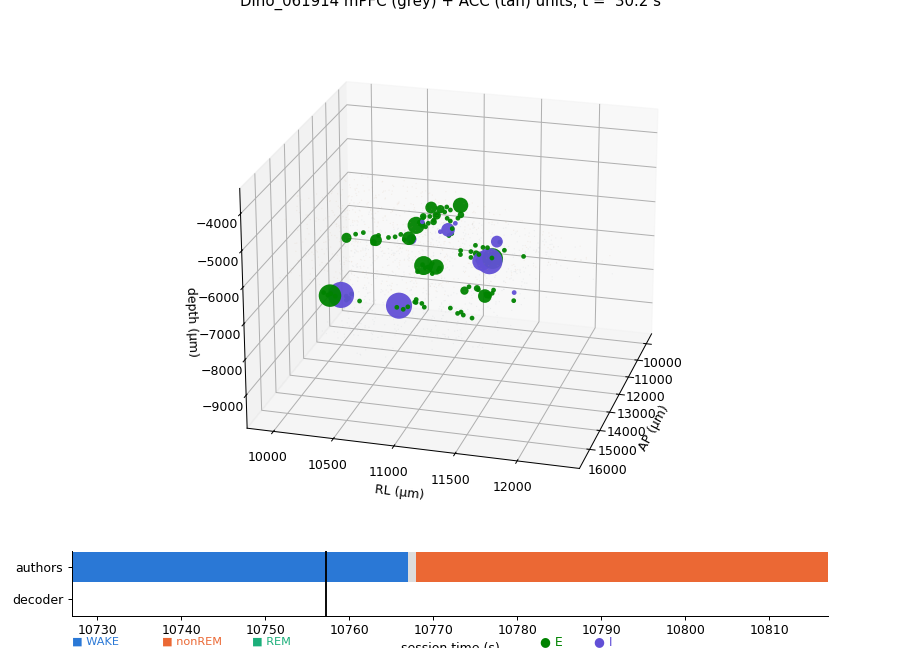 Dino_061914 mPFC (grey) + ACC (tan) units, t = 30.2 s
−4000
−5000
−6000
−7000
−8000
−9000
depth (μm)
10000
10500
11000
11500
12000
RL (μm)
10000
11000
12000
13000
14000
15000
16000
AP (μm)
authors
decoder
10730
10740
10750
10760
10770
10780
10790
10800
10810
session time (s)
WAKE
nonREM
REM
E
I